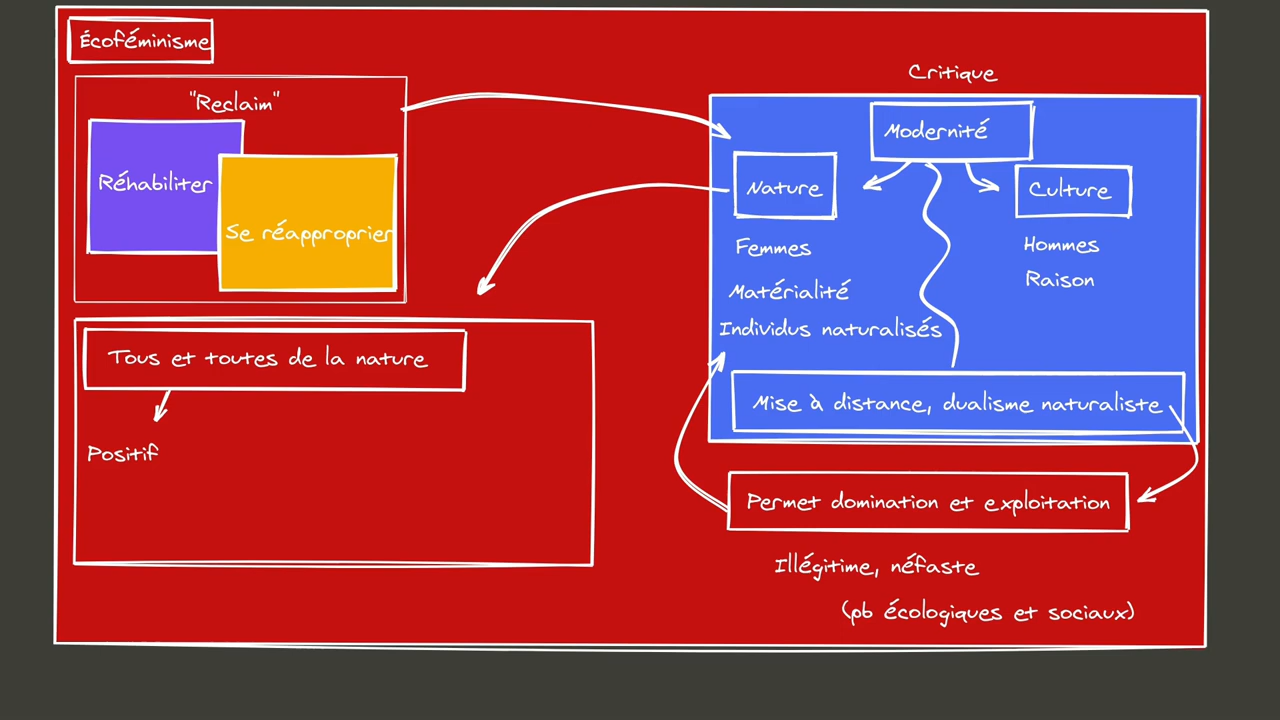 Écoféminisme
"Reclaim"
Réhabiliter
Se réapproprier
Tous et toutes de la nature
Positif
Critique
Modernité
Nature
Culture
Femmes
Hommes
Matérialité
Raison
Individus naturalisés
Mise à distance, dualisme naturaliste
Permet domination et exploitation
Illégitime, néfaste
(pb écologiques et sociaux)